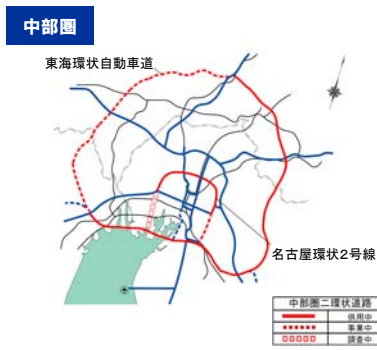 中部圏
東海環状自動車道
名古屋環状2号線
中部圏二環状道路
供用中
事業中
調査中